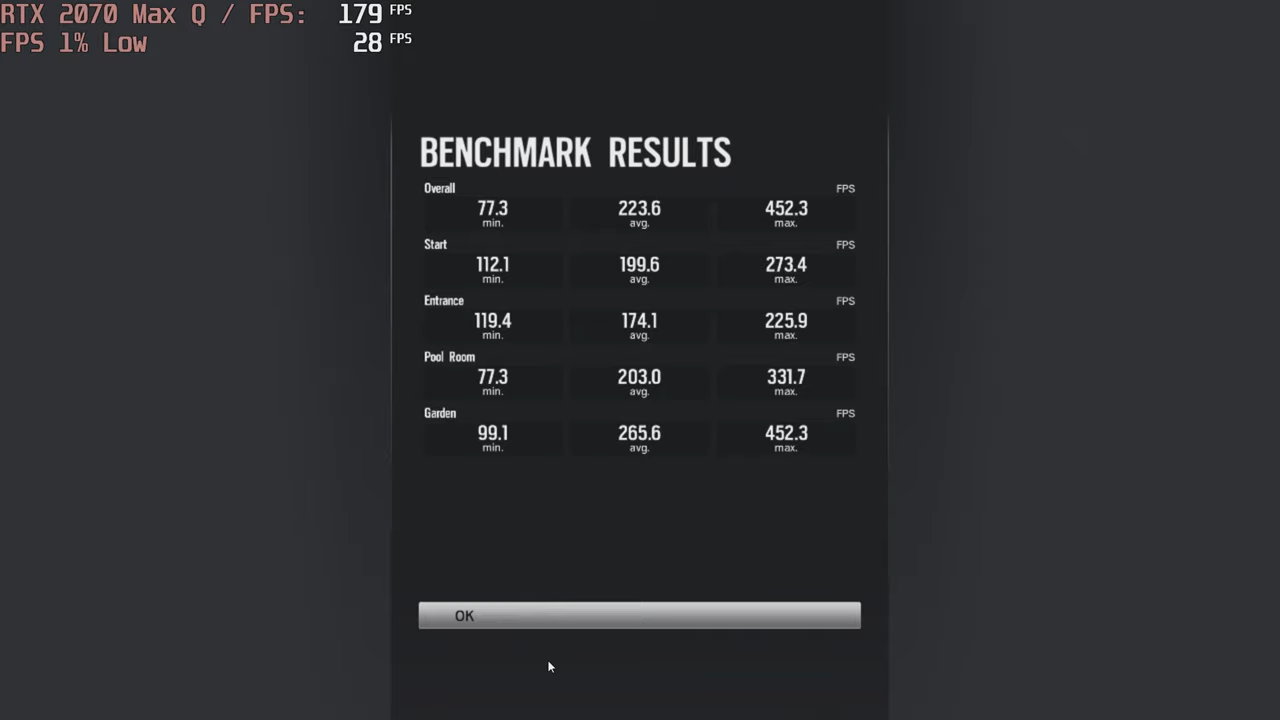 RTX 2070 Max Q / FPS: 179 FPS
FPS 1% Low 28 FPS
BENCHMARK RESULTS
Overall FPS
77.3 223.6 452.3
min. avg. max.
Start FPS
112.1 199.6 273.4
min. avg. max.
Entrance FPS
119.4 174.1 225.9
min. avg. max.
Pool Room FPS
77.3 203.0 331.7
min. avg. max.
Garden FPS
99.1 265.6 452.3
min. avg. max.
OK